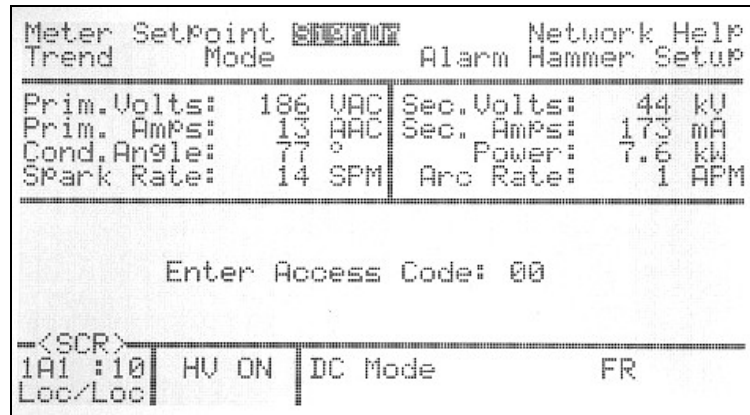 Meter Setpoint SignOn Network Help
Trend Mode Alarm Hammer Setup
Prim.Volts: 186 VAC Sec.Volts: 44 kV
Prim. Amps: 13 AAC Sec. Amps: 173 mA
Cond.Angle: 77 ° Power: 7.6 kW
Spark Rate: 14 SPM Arc Rate: 1 APM
Enter Access Code: 00
<SCR>
1A1 :10 HV ON DC Mode FR
Loc/Loc